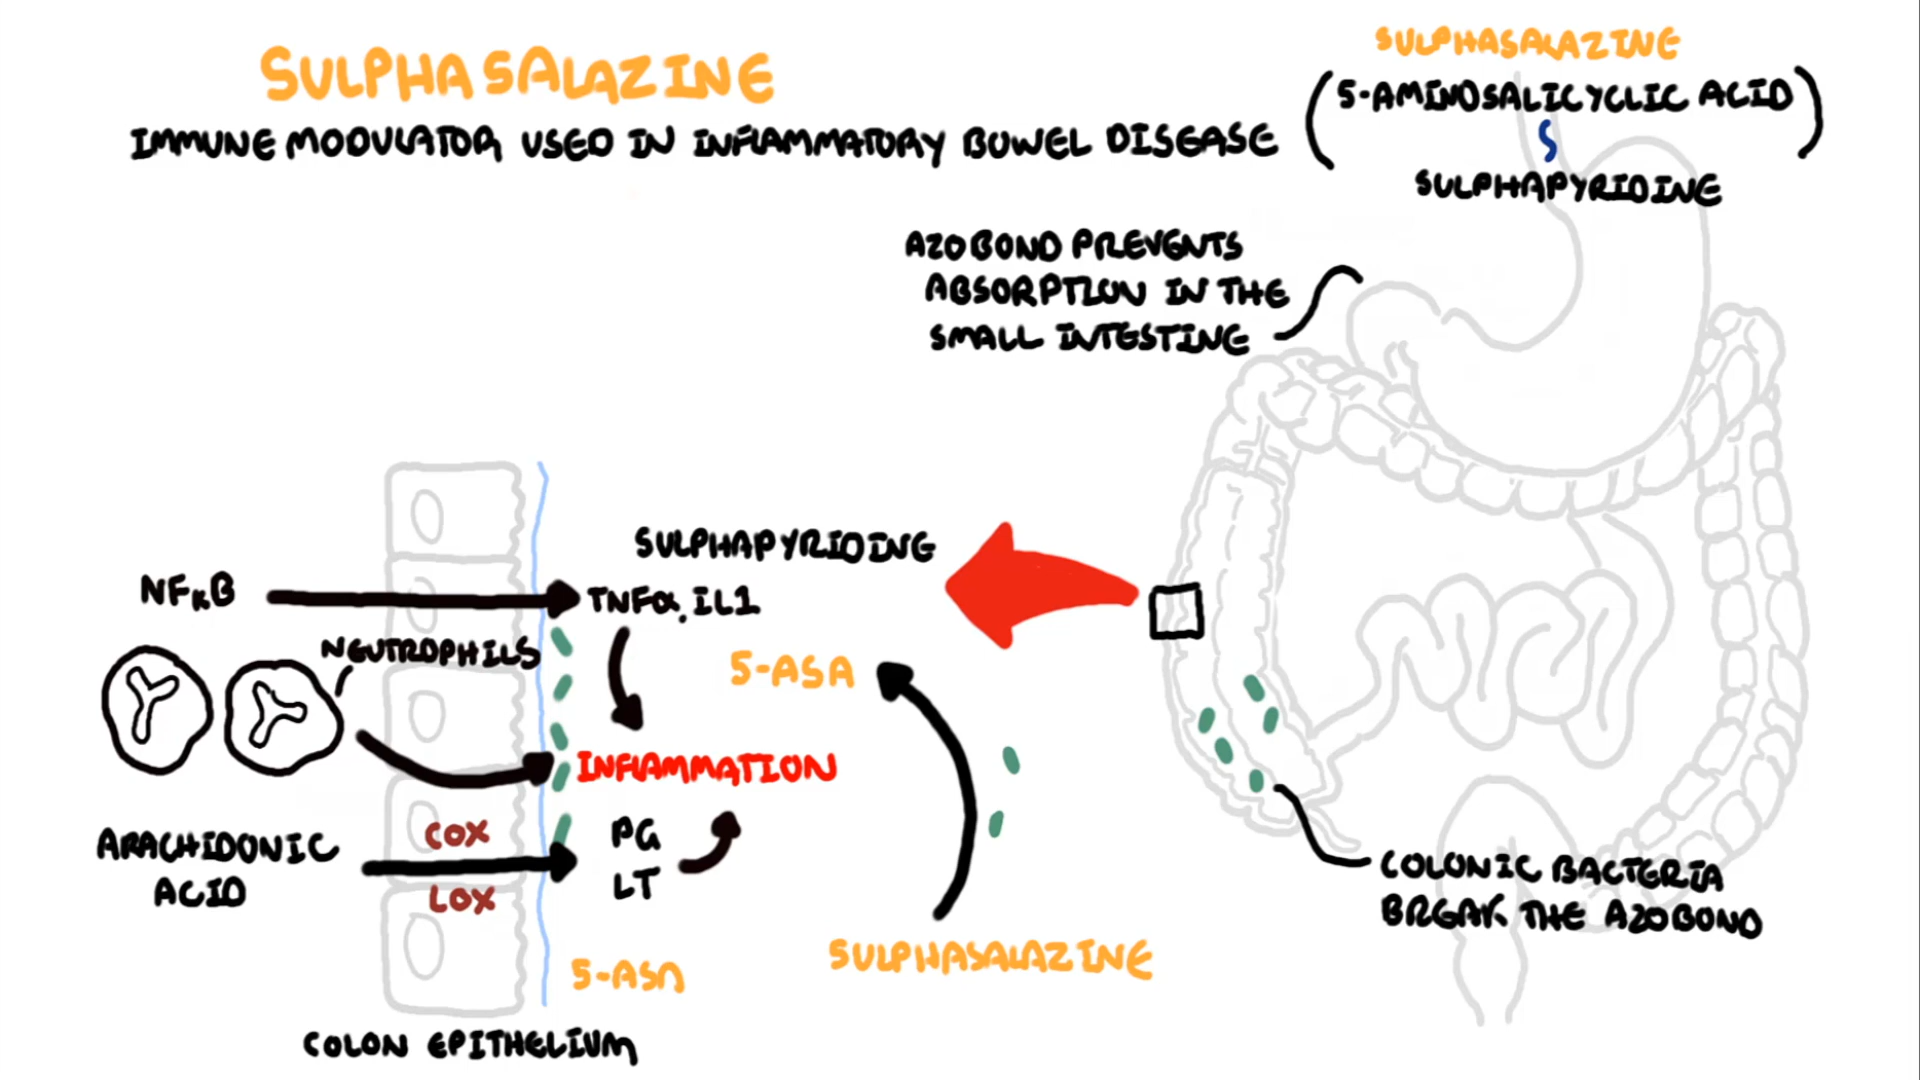 SULPHASALAZINE
IMMUNE MODULATOR USED IN INFLAMMATORY BOWEL DISEASE
SULPHASALAZINE
(5-AMINOSALICYCLIC ACID)
SULPHAPYRIDINE
AZOBOND PREVENTS
ABSORPTION IN THE
SMALL INTESTINE
SULPHAPYRIDINE
NFκB
TNFα, IL1
NEUTROPHILS
5-ASA
INFLAMMATION
ARACHIDONIC
ACID
COX
LOX
PG
LT
COLONIC BACTERIA
BREAK THE AZOBOND
SULPHASALAZINE
5-ASA
COLON EPITHELIUM